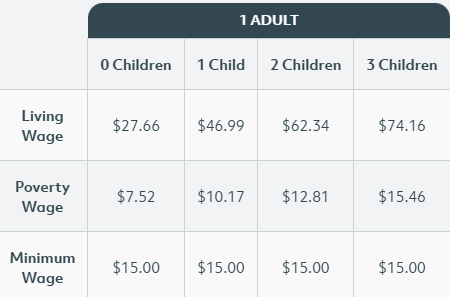 1 ADULT
0 Children 1 Child 2 Children 3 Children
Living
Wage
$27.66 $46.99 $62.34 $74.16
Poverty
Wage
$7.52 $10.17 $12.81 $15.46
Minimum
Wage
$15.00 $15.00 $15.00 $15.00